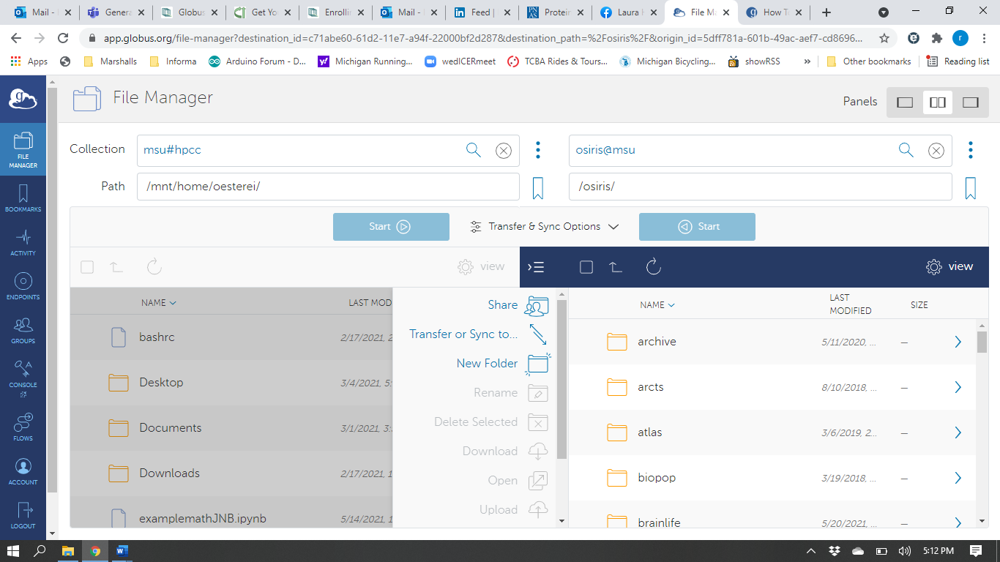 Mail -
Genera
Globus
Get Yo
Enrollin
Mail -
Feed |
Protein
Laura
File Ma
How T
app.globus.org/file-manager?destination_id=c71abe60-61d2-11e7-a94f-22000bf2d287&destination_path=%2Fosiris%2F&origin_id=5dff781a-601b-49ac-aef7-cd8696...
r
Apps
Marshalls
Informa
Arduino Forum - D...
Michigan Running...
wedICERmeet
TCBA Rides & Tours...
Michigan Bicycling...
showRSS
»
Other bookmarks
Reading list
File Manager
Panels
FILE MANAGER
BOOKMARKS
ACTIVITY
ENDPOINTS
GROUPS
CONSOLE
FLOWS
ACCOUNT
LOGOUT
Collection
msu#hpcc
osiris@msu
Path
/mnt/home/oesterei/
/osiris/
Start
Transfer & Sync Options
Start
view
view
NAME
LAST MOD
bashrc
2/17/2021, 2
Desktop
3/4/2021, 5:
Documents
3/1/2021, 3:
Downloads
2/17/2021, 1
examplemathJNB.ipynb
5/14/2021, 1
Share
Transfer or Sync to...
New Folder
Rename
Delete Selected
Download
Open
Upload
NAME
LAST MODIFIED
SIZE
archive
5/11/2020, ...
—
arcts
8/10/2018, ...
—
atlas
3/6/2019, 2...
—
biopop
3/19/2018, ...
—
brainlife
5/20/2021, ...
—
5:12 PM